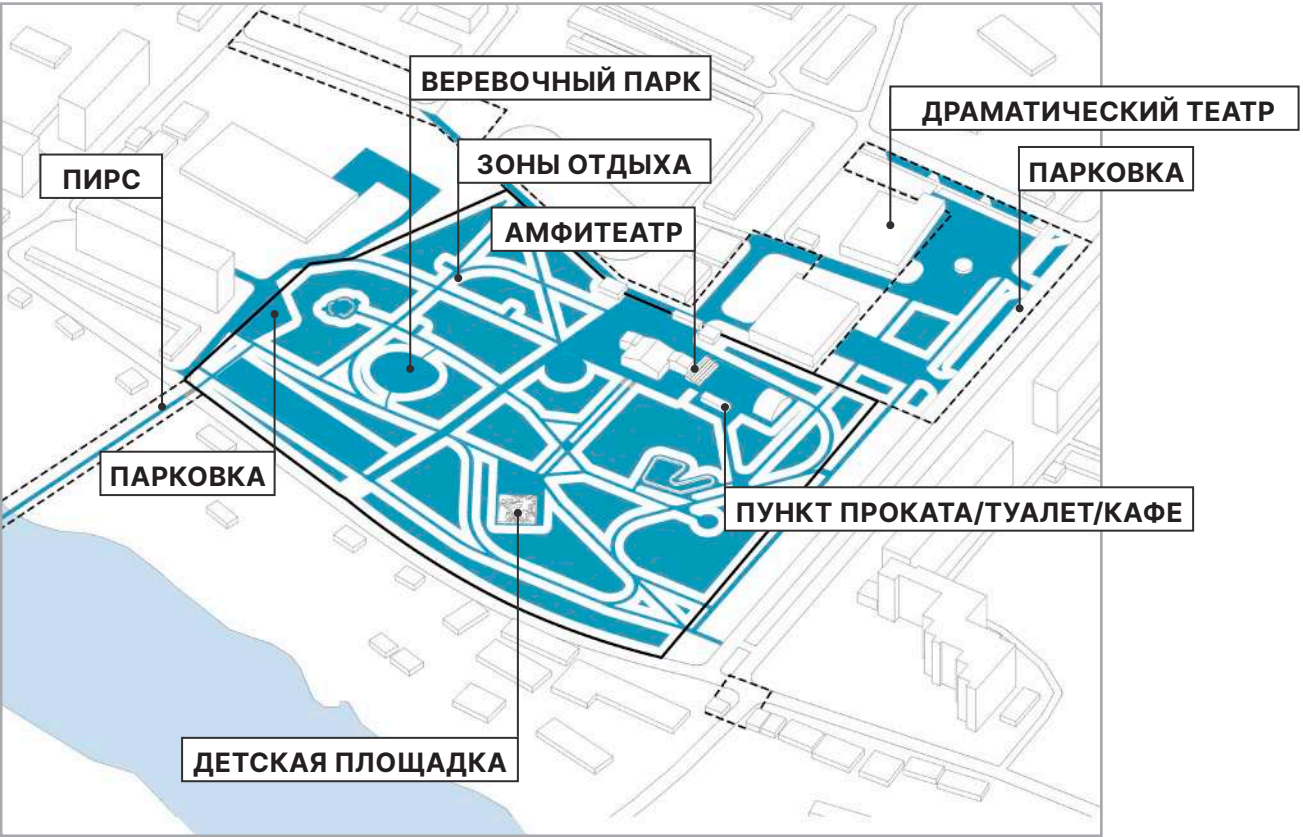 ВЕРЕВОЧНЫЙ ПАРК
ДРАМАТИЧЕСКИЙ ТЕАТР
ЗОНЫ ОТДЫХА
ПАРКОВКА
ПИРС
АМФИТЕАТР
ПАРКОВКА
ПУНКТ ПРОКАТА/ТУАЛЕТ/КАФЕ
ДЕТСКАЯ ПЛОЩАДКА